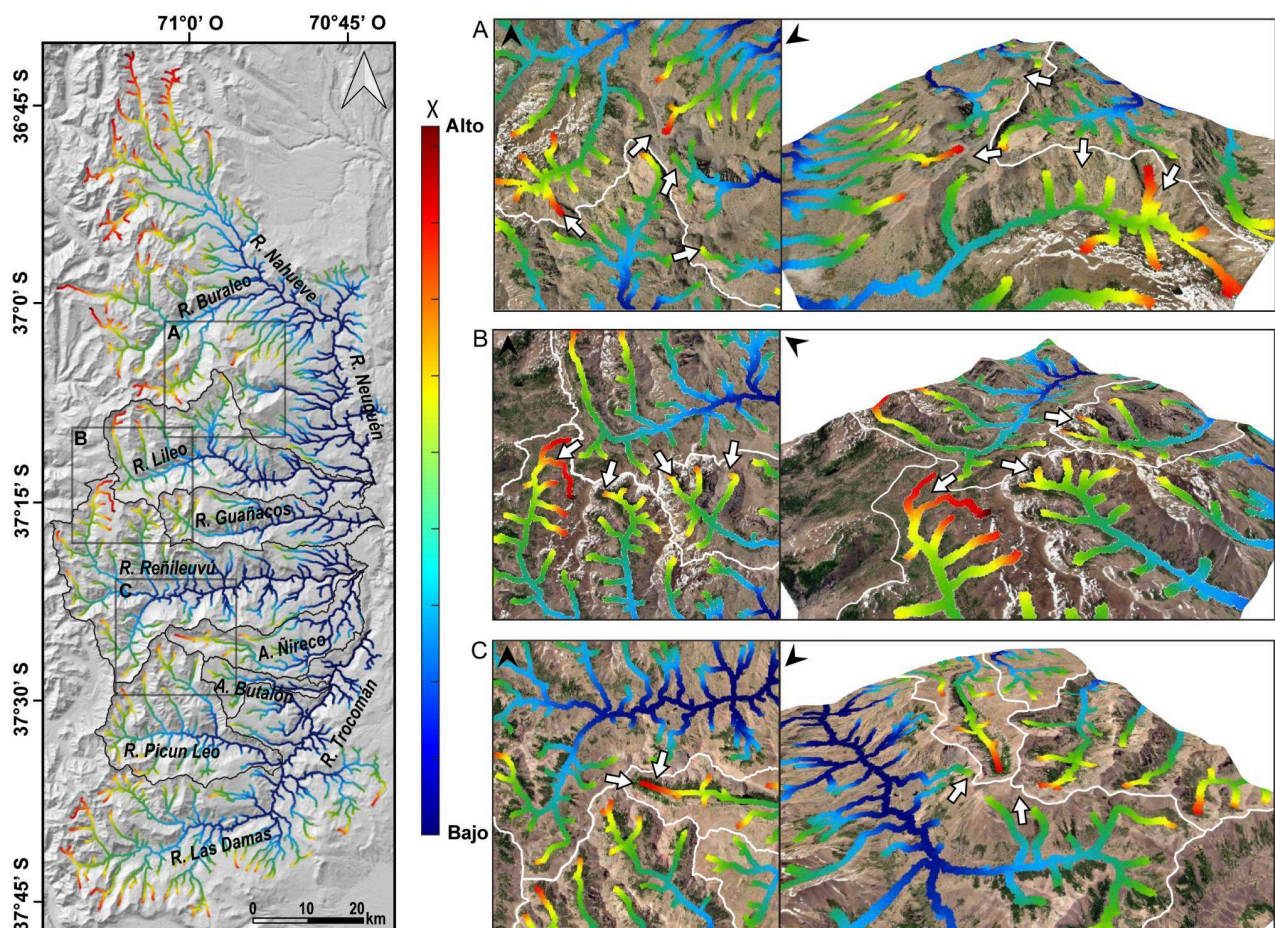 71°0’ O
70°45’ O
36°45’ S
37°0’ S
37°15’ S
37°30’ S
37°45’ S
R. Nahueve
R. Buraleo
A
R. Neuquén
B
R. Lileo
R. Guañacos
R. Reñileuvú
C
A. Ñireco
A. Butalón
R. Trocomán
R. Picun Leo
R. Las Damas
0 10 20
km
χ
Alto
Bajo
A
B
C